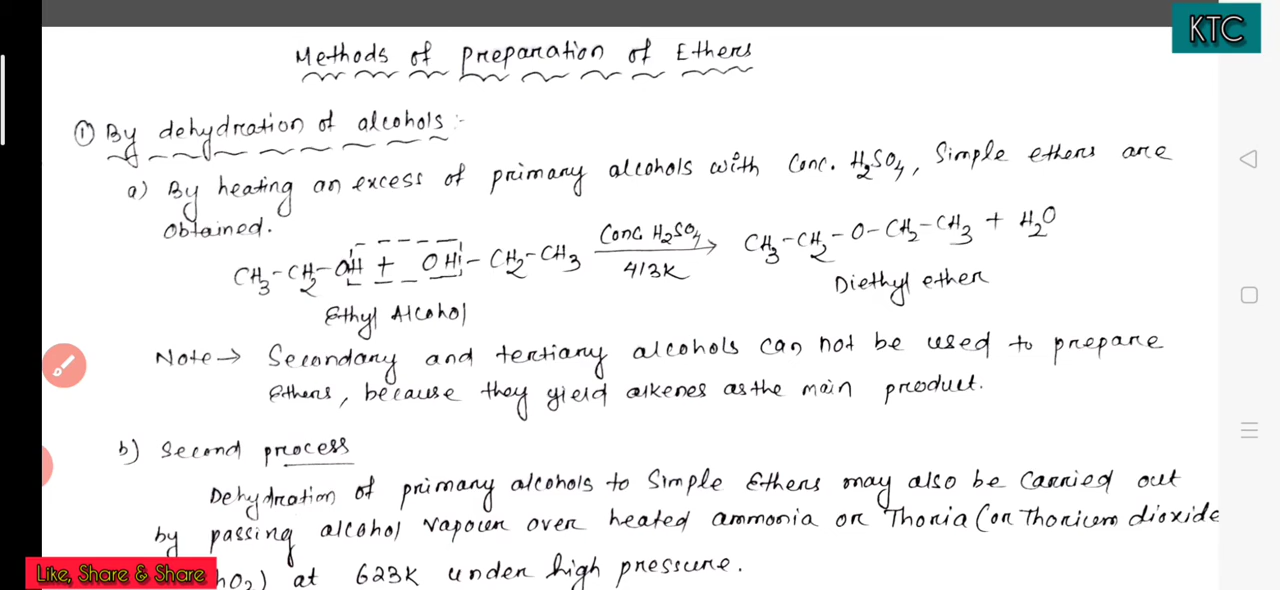 KTC
Methods of Preparation of Ethers
① By dehydration of alcohols :-
a) By heating an excess of primary alcohols with Conc. H₂SO₄, Simple ethers are
Obtained.
CH₃-CH₂-OH + OH-CH₂-CH₃ Conc. H₂SO₄ → 413K CH₃-CH₂-O-CH₂-CH₃ + H₂O
Ethyl Alcohol Diethyl ether
Note → Secondary and tertiary alcohols can not be used to prepare
Ethers, because they yield alkenes as the main product.
b) Second process
Dehydration of primary alcohols to Simple Ethers may also be Carried out
by passing alcohol vapour over heated ammonia or Thoria (or Thorium dioxide
hO₂) at 623K under high pressure.
Like, Share & Share